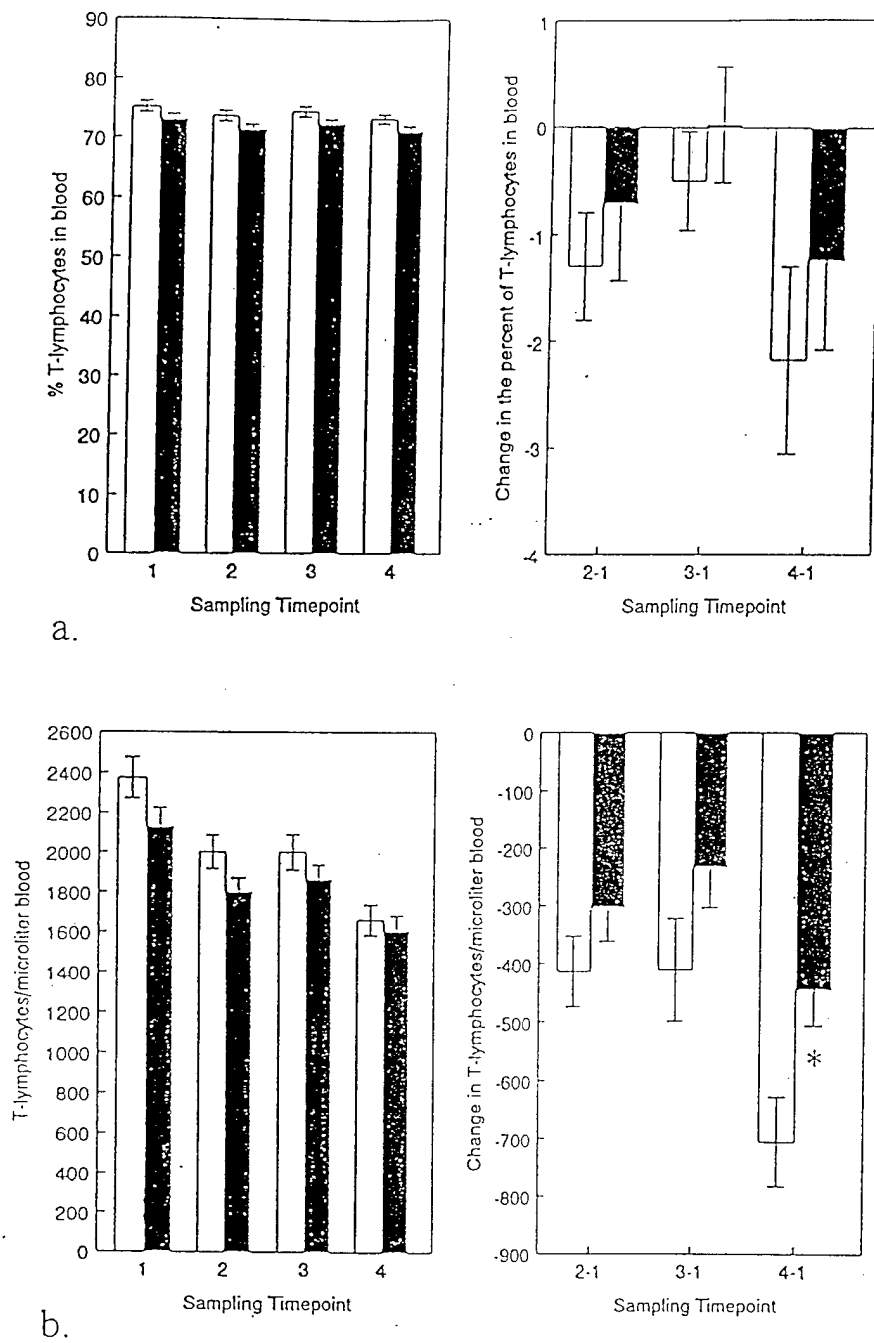 90
80
70
60
50
40
30
20
10
0
% T-lymphocytes in blood
1 2 3 4
Sampling Timepoint
1
0
-1
-2
-3
-4
Change in the percent of T-lymphocytes in blood
2-1 3-1 4-1
Sampling Timepoint
a.
2600
2400
2200
2000
1800
1600
1400
1200
1000
800
600
400
200
0
T-lymphocytes/microliter blood
1 2 3 4
Sampling Timepoint
0
-100
-200
-300
-400
-500
-600
-700
-800
-900
Change in T-lymphocytes/microliter blood
*
2-1 3-1 4-1
Sampling Timepoint
b.